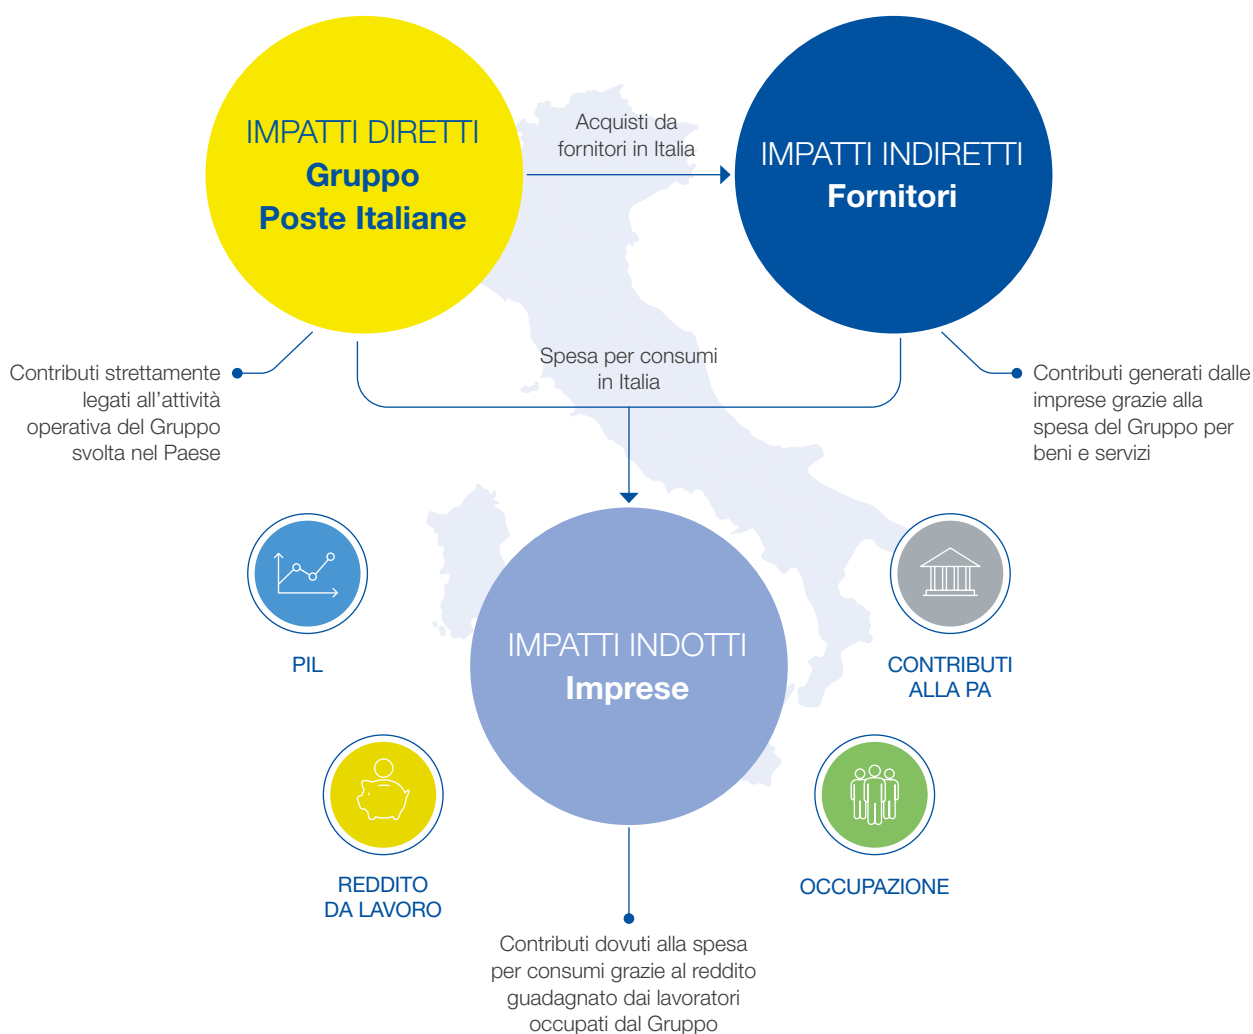 IMPATTI DIRETTI
Gruppo
Poste Italiane
Acquisti da
fornitori in Italia
IMPATTI INDIRETTI
Fornitori
Contributi strettamente
legati all'attività
operativa del Gruppo
svolta nel Paese
Spesa per consumi
in Italia
Contributi generati dalle
imprese grazie alla
spesa del Gruppo per
beni e servizi
PIL
IMPATTI INDOTTI
Imprese
CONTRIBUTI
ALLA PA
REDDITO
DA LAVORO
OCCUPAZIONE
Contributi dovuti alla spesa
per consumi grazie al reddito
guadagnato dai lavoratori
occupati dal Gruppo